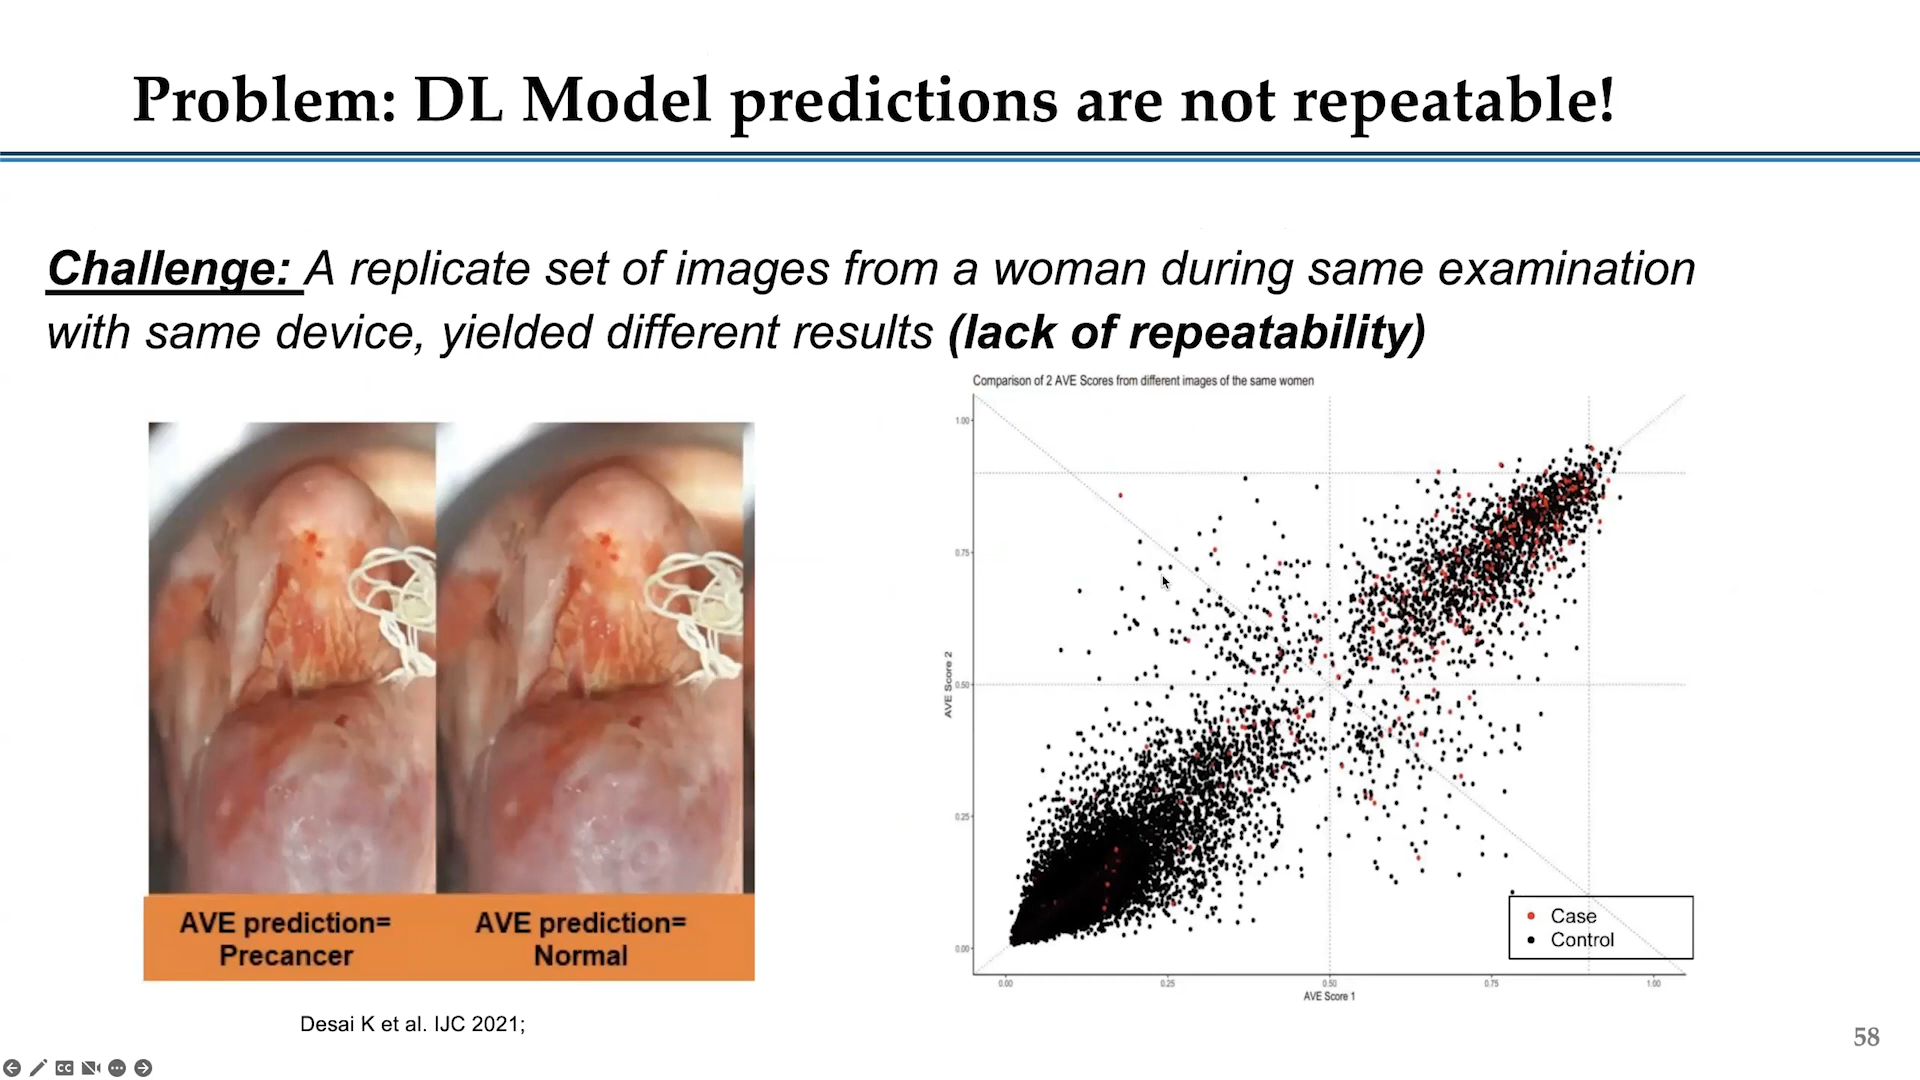 Problem: DL Model predictions are not repeatable!
Challenge: A replicate set of images from a woman during same examination
with same device, yielded different results (lack of repeatability)
AVE prediction=
Precancer
AVE prediction=
Normal
Desai K et al. IJC 2021;
Comparison of 2 AVE Scores from different images of the same women
1.00
0.75
0.50
0.25
0.00
AVE Score 2
0.00 0.25 0.50 0.75 1.00
AVE Score 1
Case
Control
58
CC